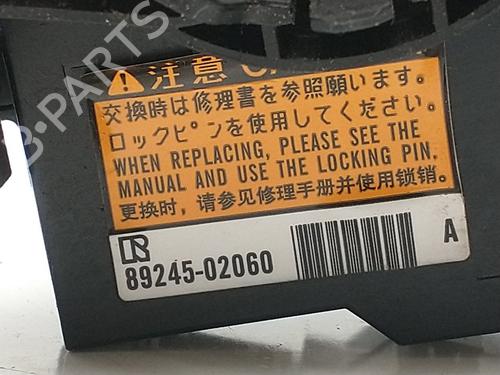 B-PARTS
注意
交換時は修理書を参照願います。
ロックピンを使用してください。
WHEN REPLACING, PLEASE SEE THE
MANUAL AND USE THE LOCKING PIN.
更换时，请参见修理手册并使用锁销。
89245-02060
A